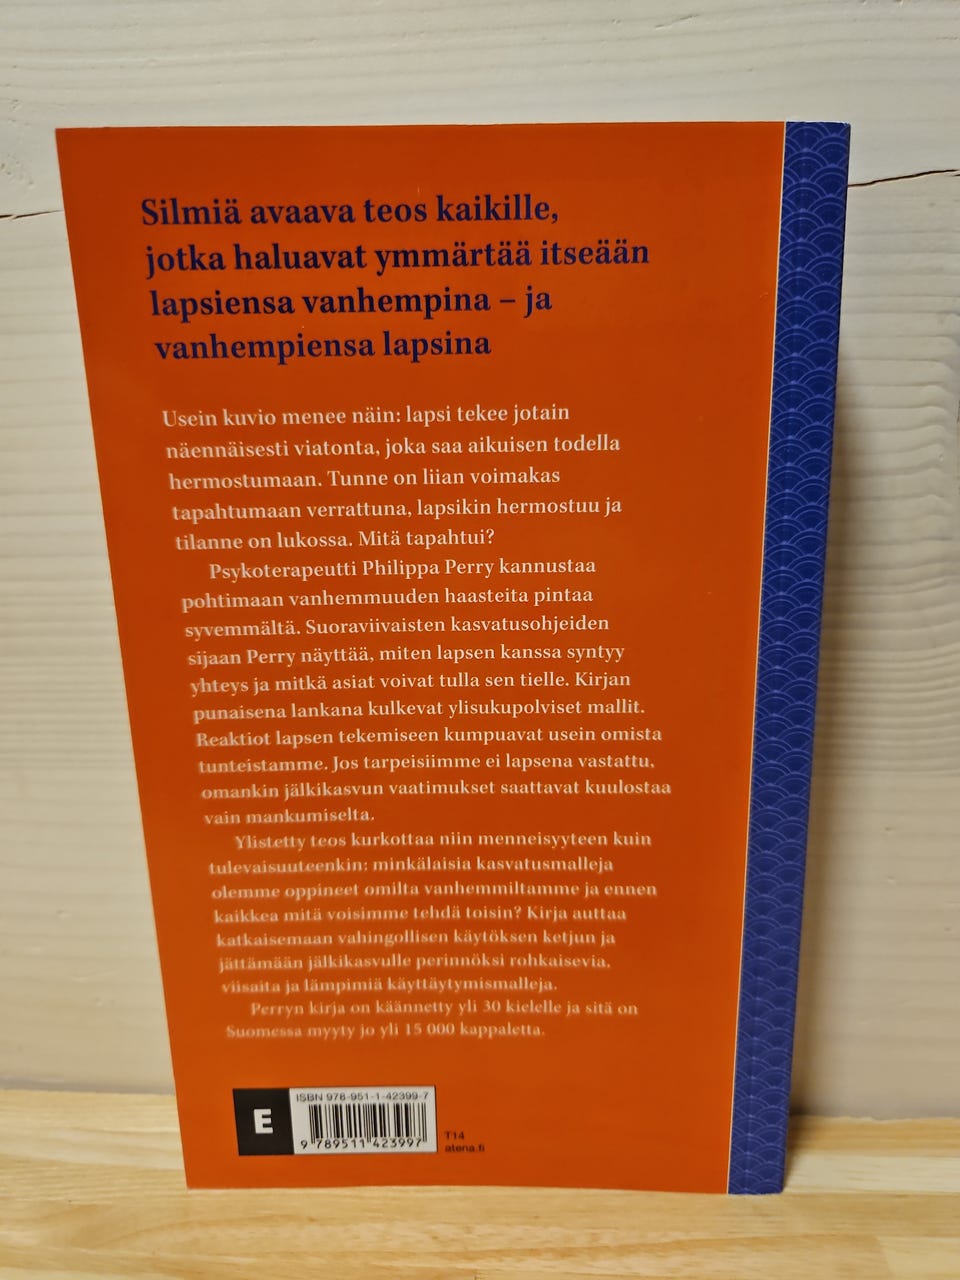 Silmiä avaava teos kaikille,
jotka haluavat ymmärtää itseään
lapsiensa vanhempina – ja
vanhempiensa lapsina
Usein kuvio menee näin: lapsi tekee jotain
näennäisesti viatonta, joka saa aikuisen todella
hermostumaan. Tunne on liian voimakas
tapahtumaan verrattuna, lapsikin hermostuu ja
tilanne on lukossa. Mitä tapahtui?
Psykoterapeutti Philippa Perry kannustaa
pohtimaan vanhemmuuden haasteita pintaa
syvemmältä. Suoraviivaisten kasvatusohjeiden
sijaan Perry näyttää, miten lapsen kanssa syntyy
yhteys ja mitkä asiat voivat tulla sen tielle. Kirjan
punaisena lankana kulkevat ylisukupolviset mallit.
Reaktiot lapsen tekemiseen kumpuavat usein omista
tunteistamme. Jos tarpeisiimme ei lapsena vastattu,
omankin jälkikasvun vaatimukset saattavat kuulostaa
vain mankumiselta.
Ylistetty teos kurkottaa niin menneisyyteen kuin
tulevaisuuteenkin: minkälaisia kasvatusmalleja
olemme oppineet omilta vanhemmiltamme ja ennen
kaikkea mitä voisimme tehdä toisin? Kirja auttaa
katkaisemaan vahingollisen käytöksen ketjun ja
jättämään jälkikasvulle perinnöksi rohkaisevia,
viisaita ja lämpimiä käyttäytymismalleja.
Perryn kirja on käännetty yli 30 kielelle ja sitä on
Suomessa myyty jo yli 15 000 kappaletta.
E
ISBN 978-951-1-42399-7
9 789511 423997
T14
atena.fi